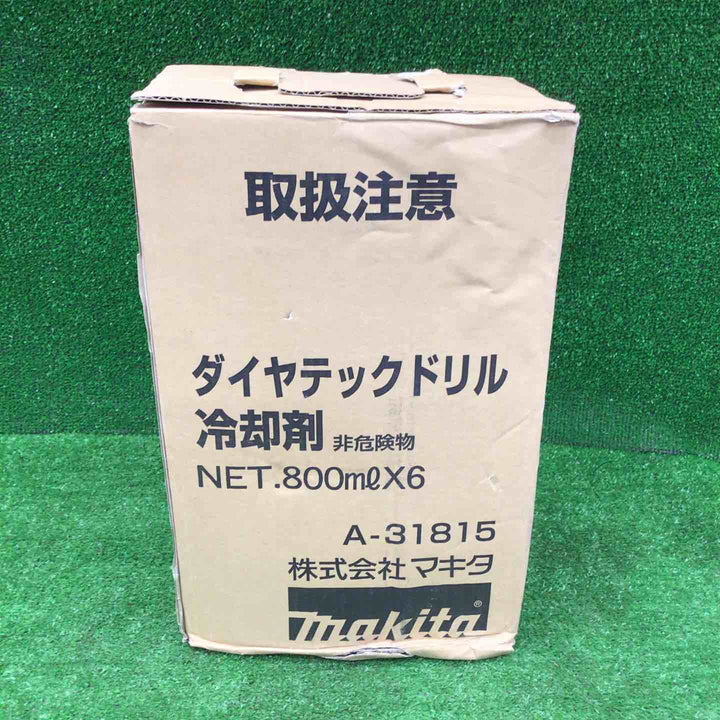 取扱注意
ダイヤテックドリル
冷却剤 非危険物
NET.800mℓX6
A-31815
株式会社マキタ
makita®